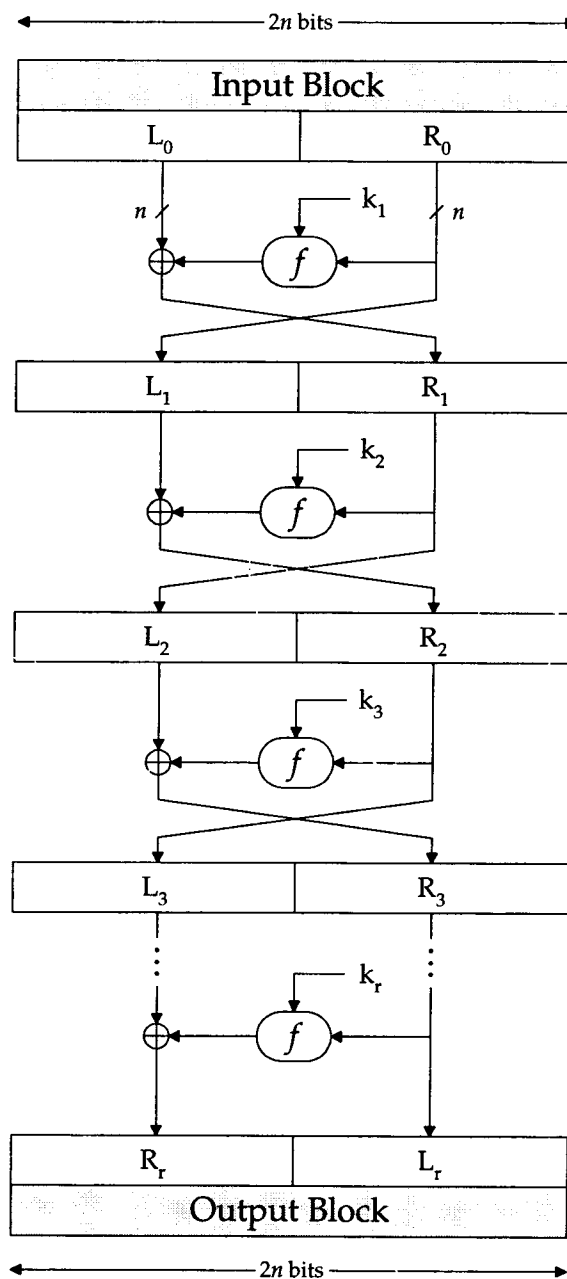 2n bits
Input Block
L₀ R₀
n k₁ n
f
L₁ R₁
k₂
f
L₂ R₂
k₃
f
L₃ R₃
kᵣ
f
Rᵣ Lᵣ
Output Block
2n bits